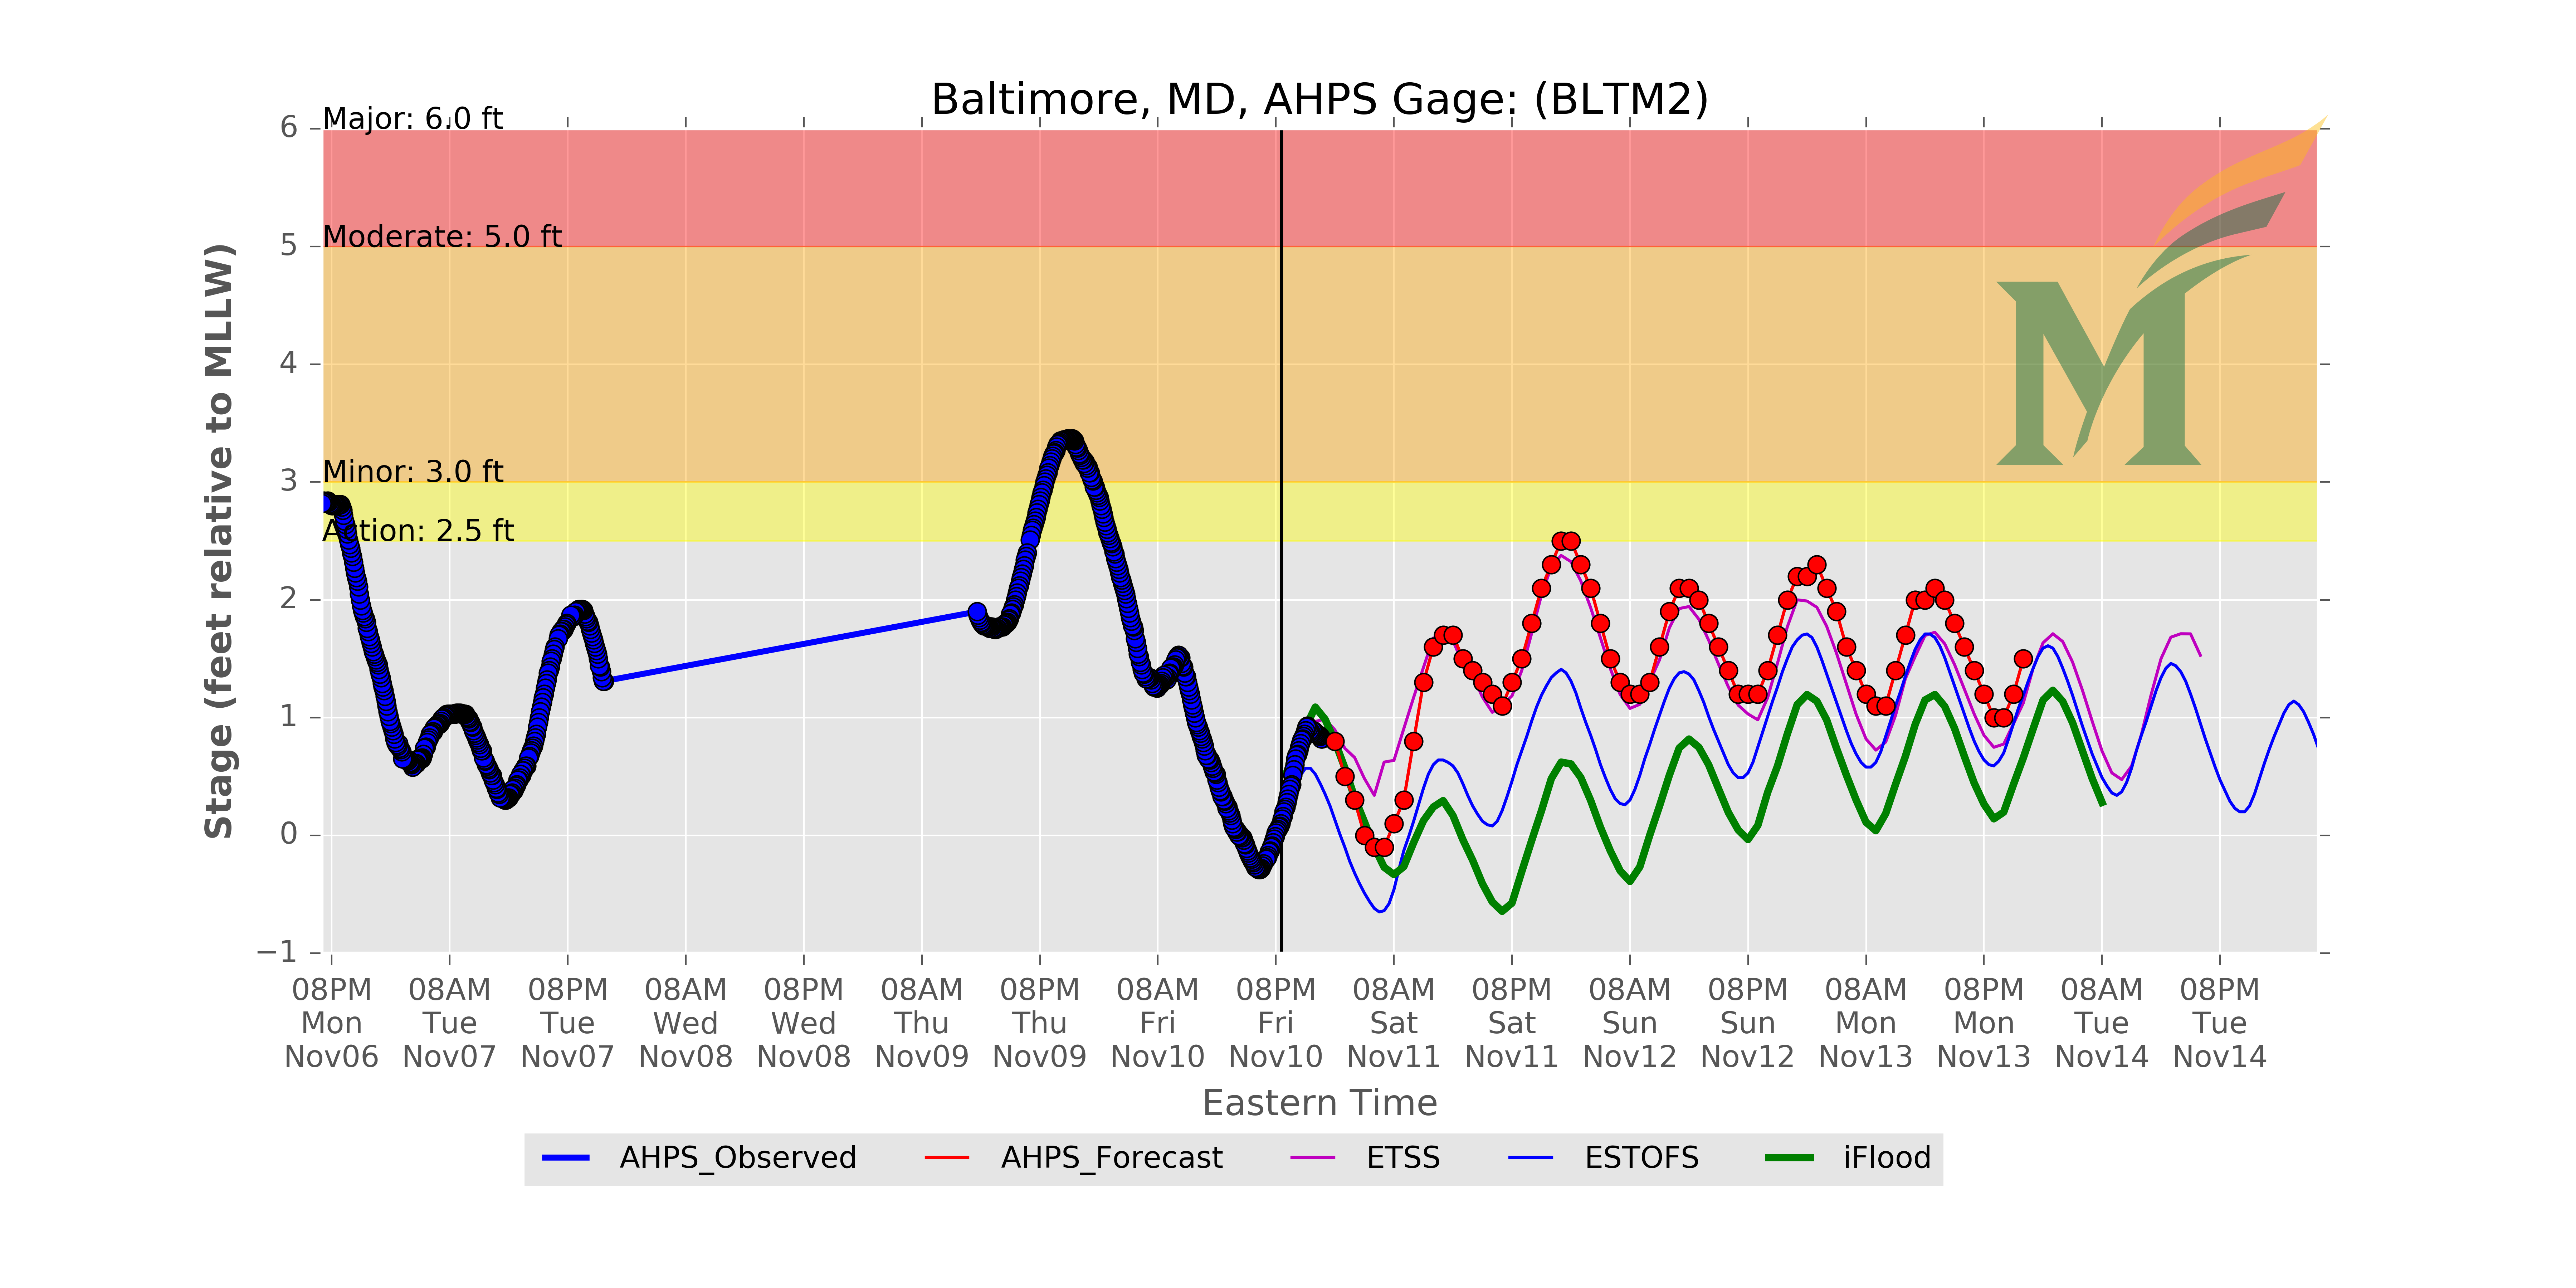 Baltimore, MD, AHPS Gage: (BLTM2)
Major: 6.0 ft
Moderate: 5.0 ft
Minor: 3.0 ft
Action: 2.5 ft
6
5
4
3
2
1
0
−1
Stage (feet relative to MLLW)
08PM 08AM 08PM 08AM 08PM 08AM 08PM 08AM 08PM 08AM 08PM 08AM 08PM 08AM 08PM 08AM 08PM
Mon Tue Tue Wed Wed Thu Thu Fri Fri Sat Sat Sun Sun Mon Mon Tue Tue
Nov06 Nov07 Nov07 Nov08 Nov08 Nov09 Nov09 Nov10 Nov10 Nov11 Nov11 Nov12 Nov12 Nov13 Nov13 Nov14 Nov14
Eastern Time
AHPS_Observed AHPS_Forecast ETSS ESTOFS iFlood